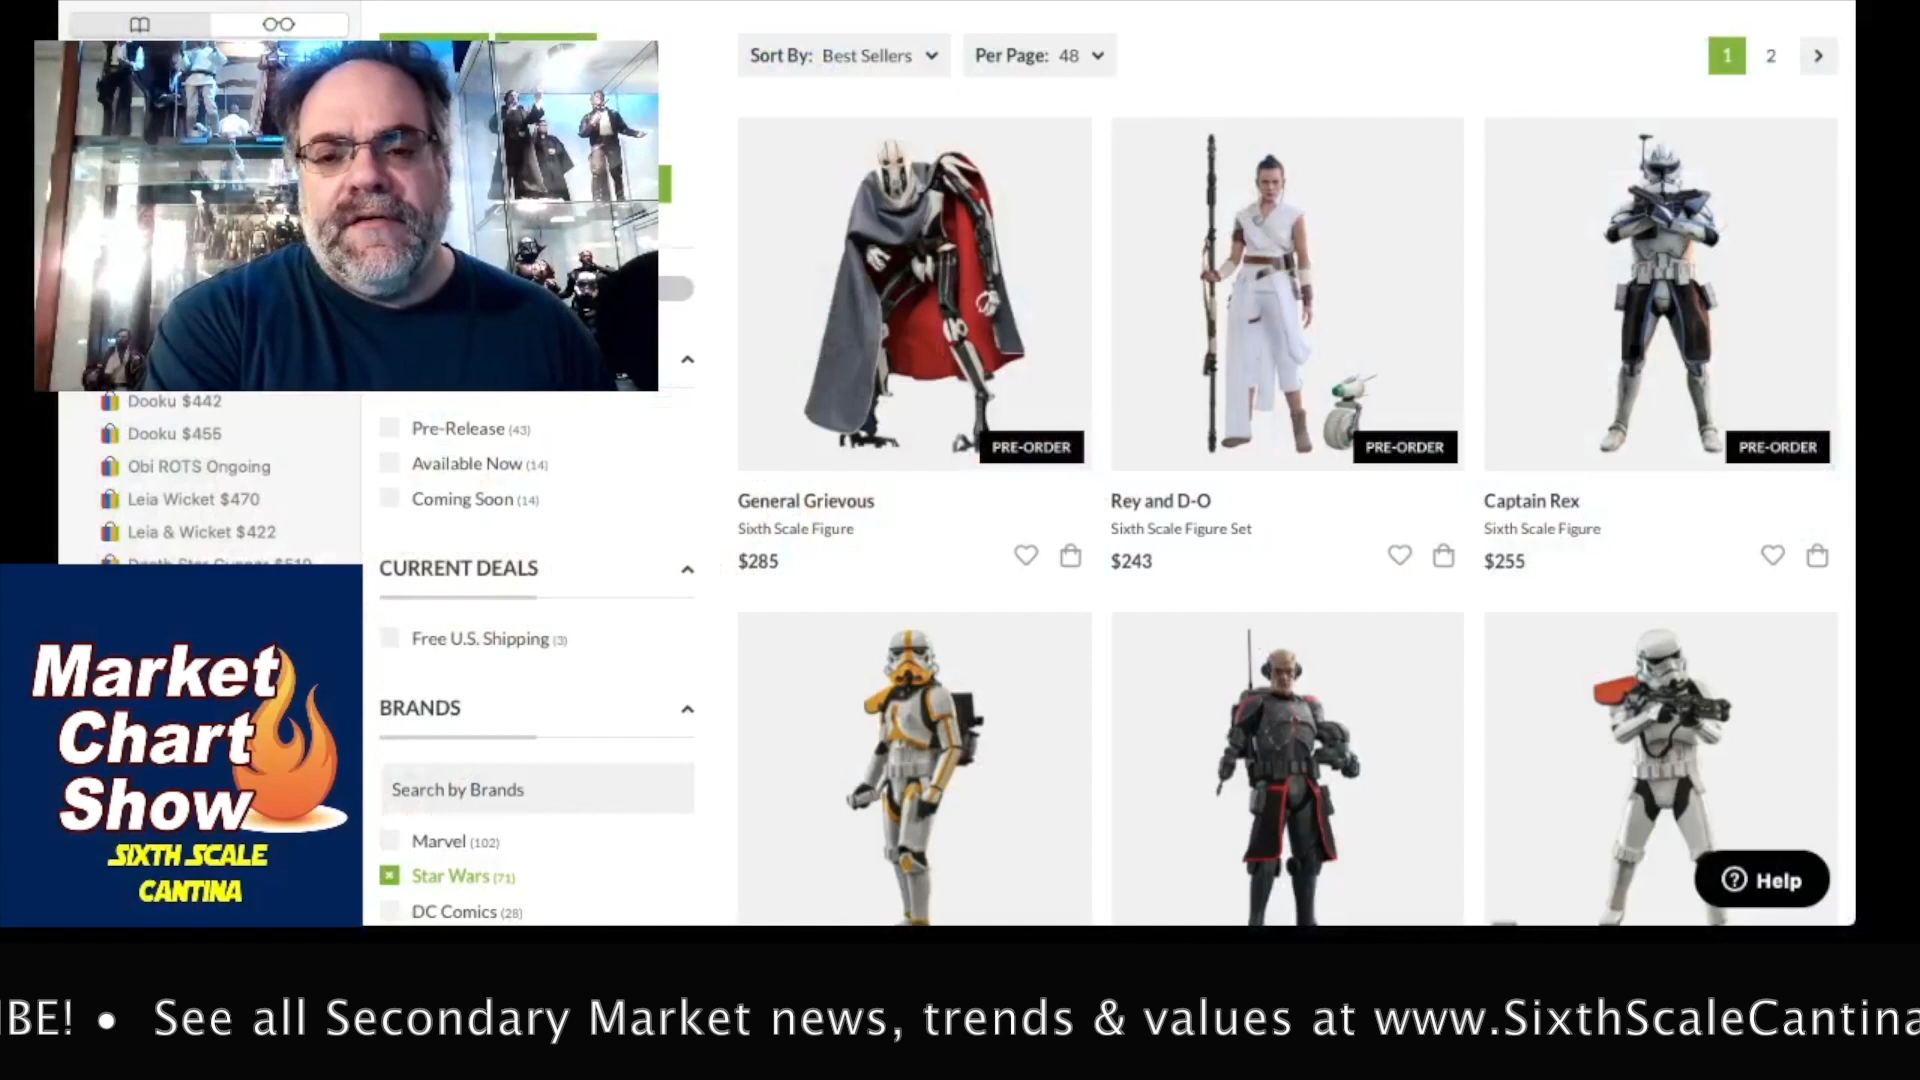 Sort By: Best Sellers
Per Page: 48
1
2
PRE-ORDER
PRE-ORDER
PRE-ORDER
General Grievous
Sixth Scale Figure
$285
Rey and D-O
Sixth Scale Figure Set
$243
Captain Rex
Sixth Scale Figure
$255
Dooku $442
Dooku $455
Obi ROTS Ongoing
Leia Wicket $470
Leia & Wicket $422
Pre-Release (43)
Available Now (14)
Coming Soon (14)
CURRENT DEALS
Free U.S. Shipping (3)
BRANDS
Search by Brands
Marvel (102)
Star Wars (71)
DC Comics (28)
Market
Chart
Show
SIXTH SCALE
CANTINA
Help
BE! • See all Secondary Market news, trends & values at www.SixthScaleCantina